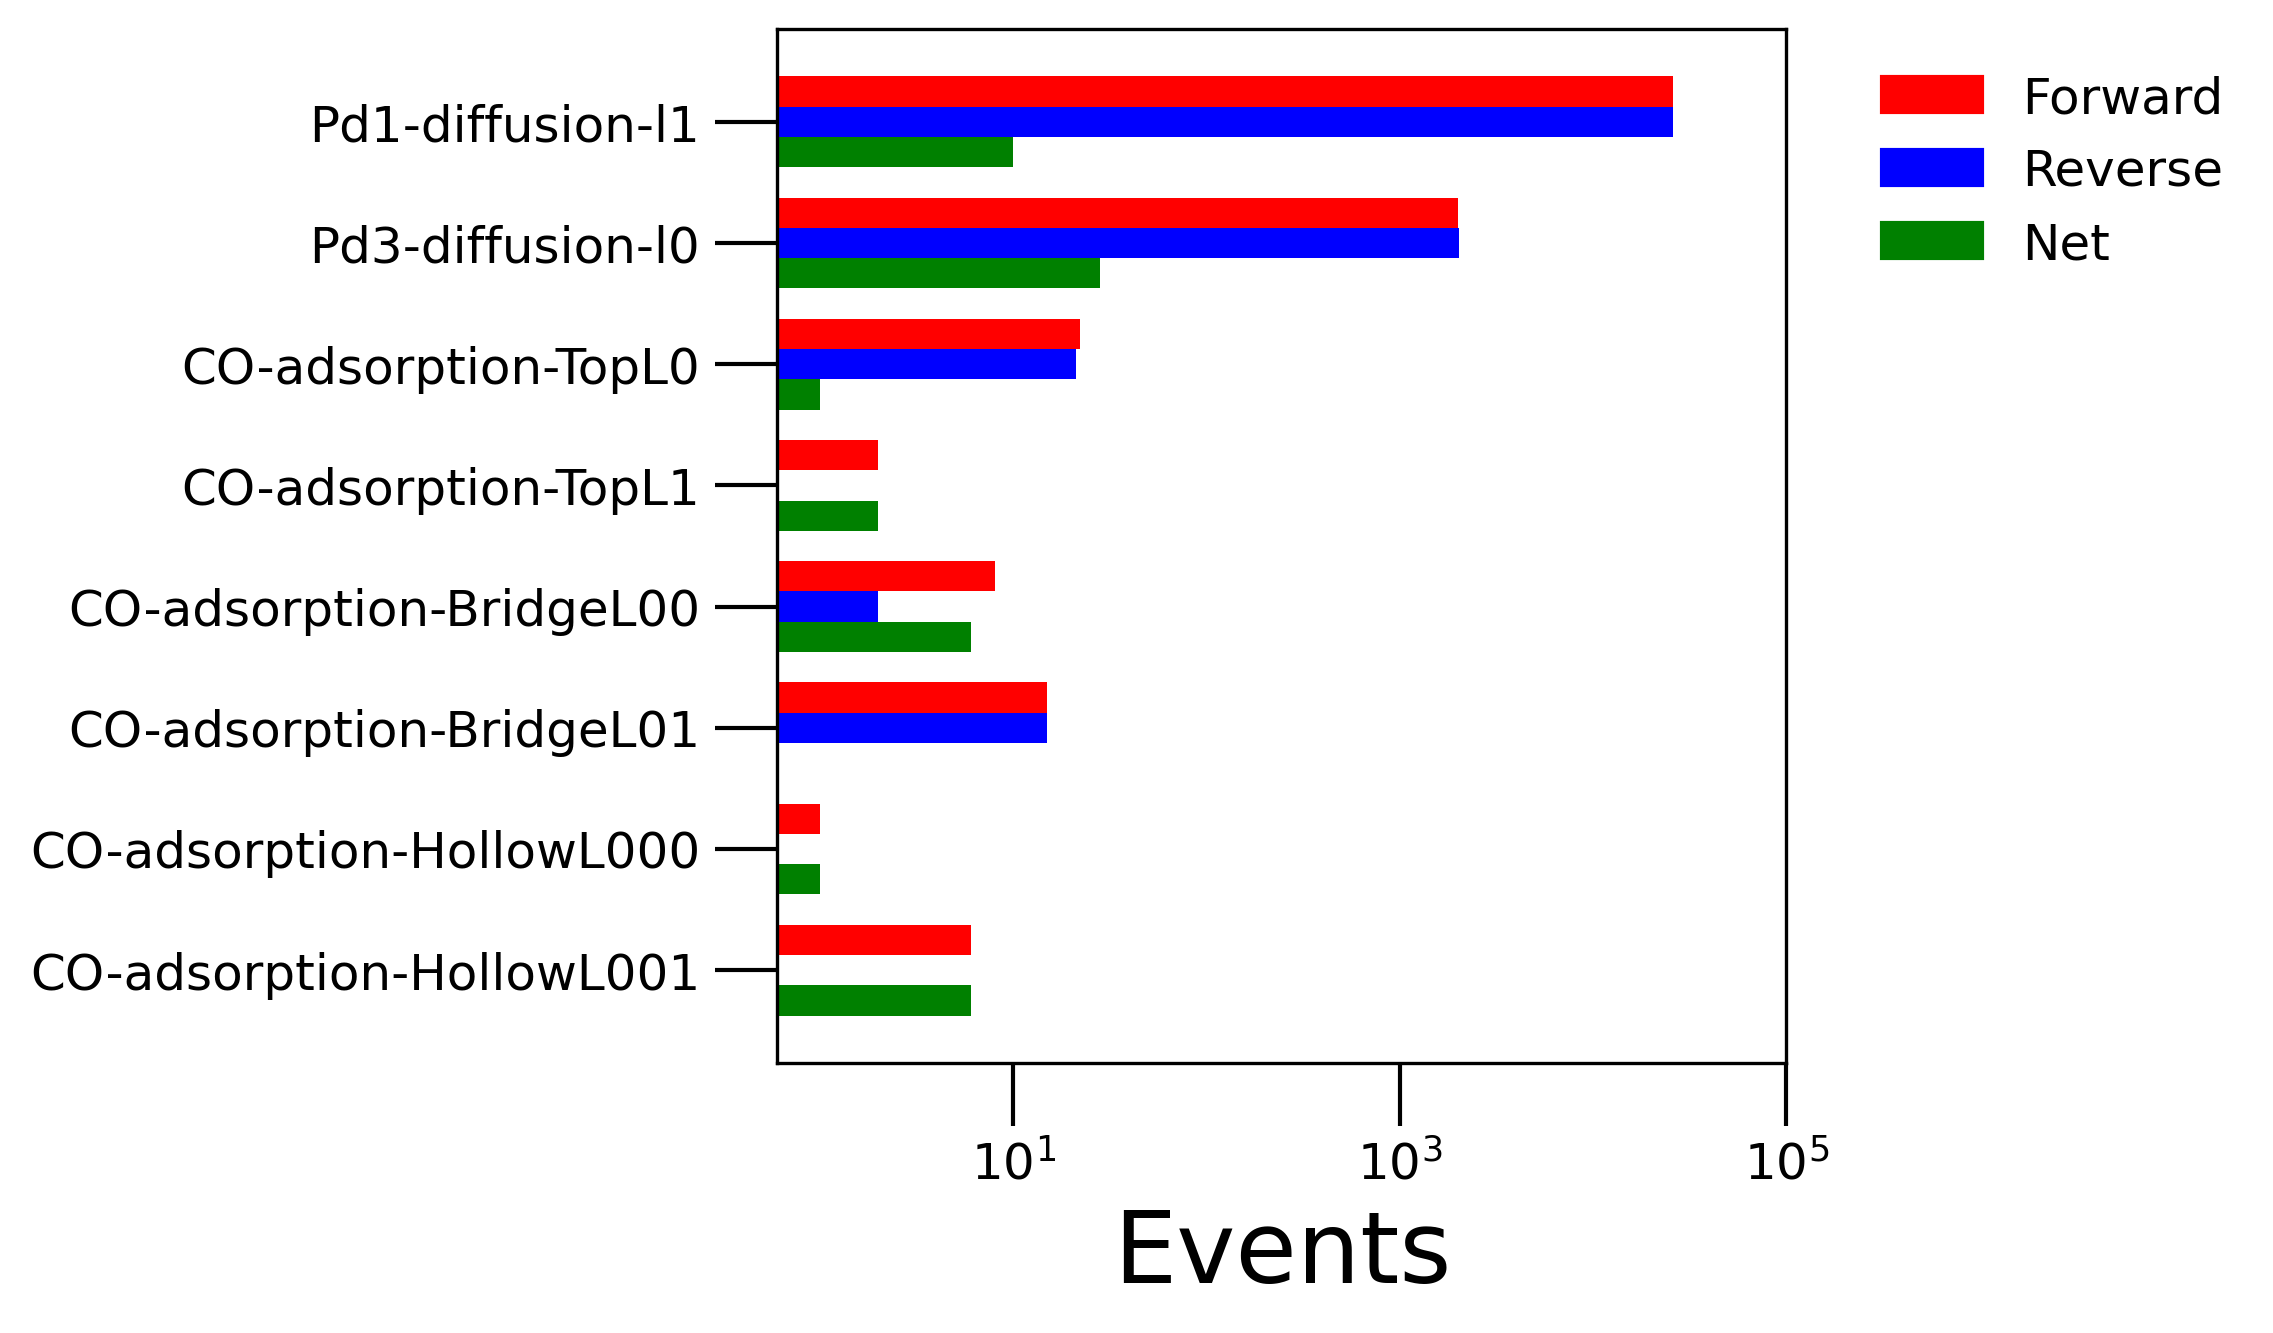 Pd1-diffusion-l1
Pd3-diffusion-l0
CO-adsorption-TopL0
CO-adsorption-TopL1
CO-adsorption-BridgeL00
CO-adsorption-BridgeL01
CO-adsorption-HollowL000
CO-adsorption-HollowL001
10¹ 10³ 10⁵
Events
Forward
Reverse
Net